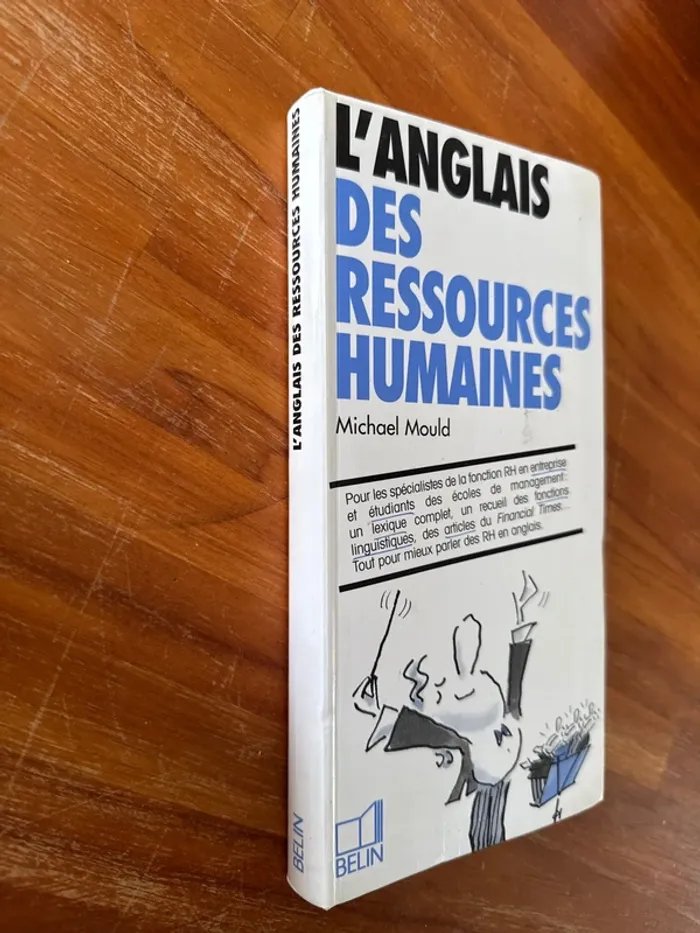 L'ANGLAIS DES RESSOURCES HUMAINES
BELIN
L'ANGLAIS
DES
RESSOURCES
HUMAINES
Michael Mould
Pour les spécialistes de la fonction RH en entreprise
et étudiants des écoles de management :
un lexique complet, un recueil des fonctions
linguistiques, des articles du Financial Times...
Tout pour mieux parler des RH en anglais.
BELIN